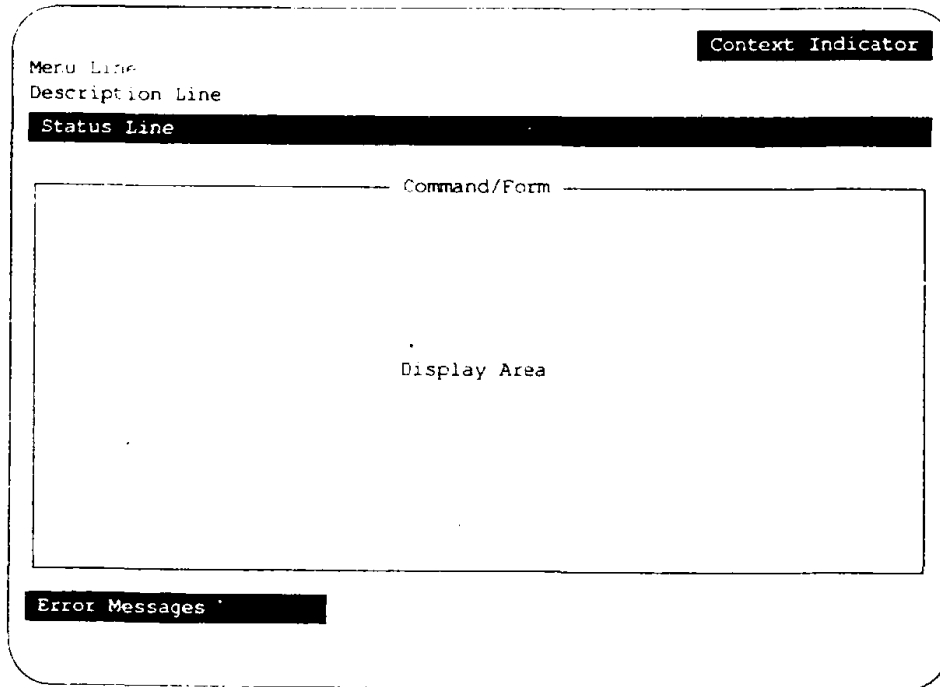 Context Indicator
Menu Line
Description Line
Status Line
Command/Form
Display Area
Error Messages